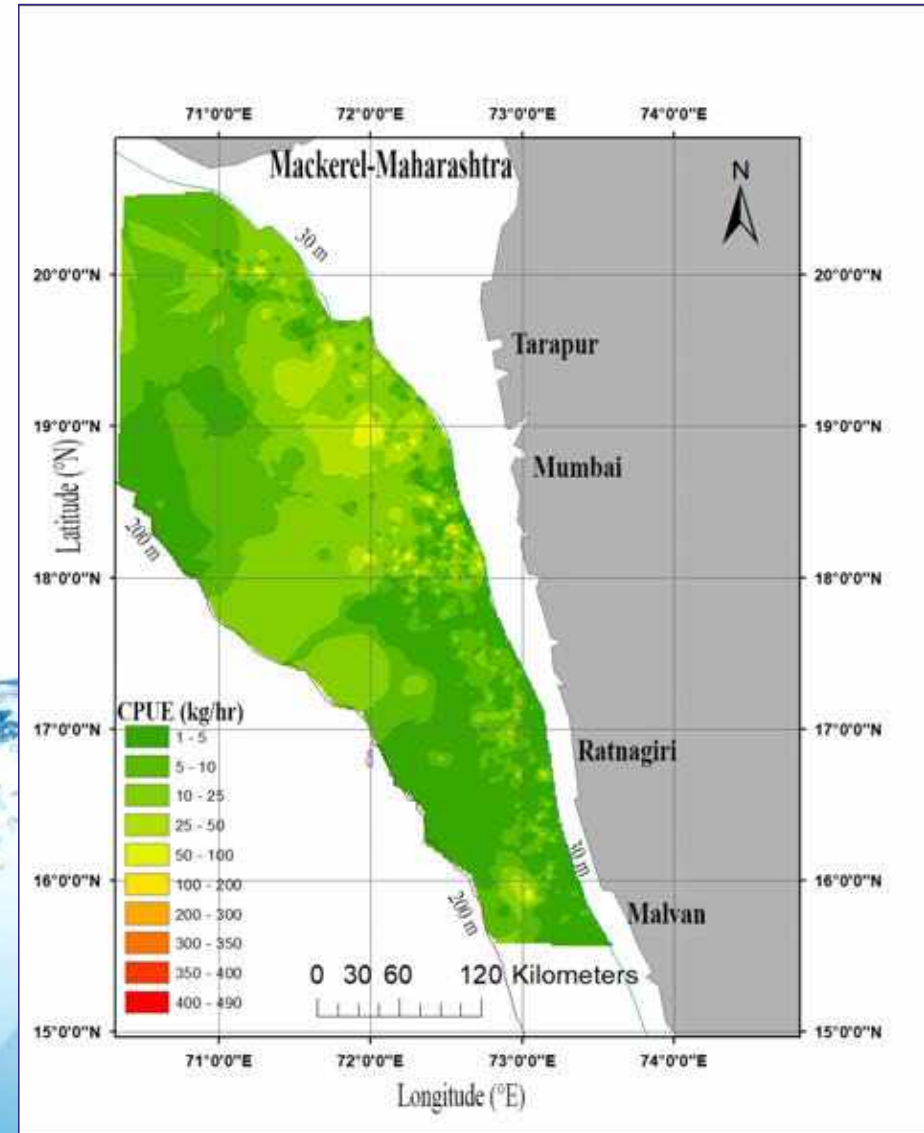 71°0'0"E 72°0'0"E 73°0'0"E 74°0'0"E
Mackerel-Maharashtra
N
30 m
20°0'0"N 20°0'0"N
Tarapur
19°0'0"N 19°0'0"N
Mumbai
Latitude (°N)
200 m
18°0'0"N 18°0'0"N
CPUE (kg/hr)
1 - 5
17°0'0"N 17°0'0"N
5 - 10
Ratnagiri
10 - 25
25 - 50
50 - 100
30 m
16°0'0"N 16°0'0"N
100 - 200
200 m
Malvan
200 - 300
300 - 350
350 - 400
400 - 490
0 30 60 120 Kilometers
15°0'0"N 15°0'0"N
71°0'0"E 72°0'0"E 73°0'0"E 74°0'0"E
Longitude (°E)